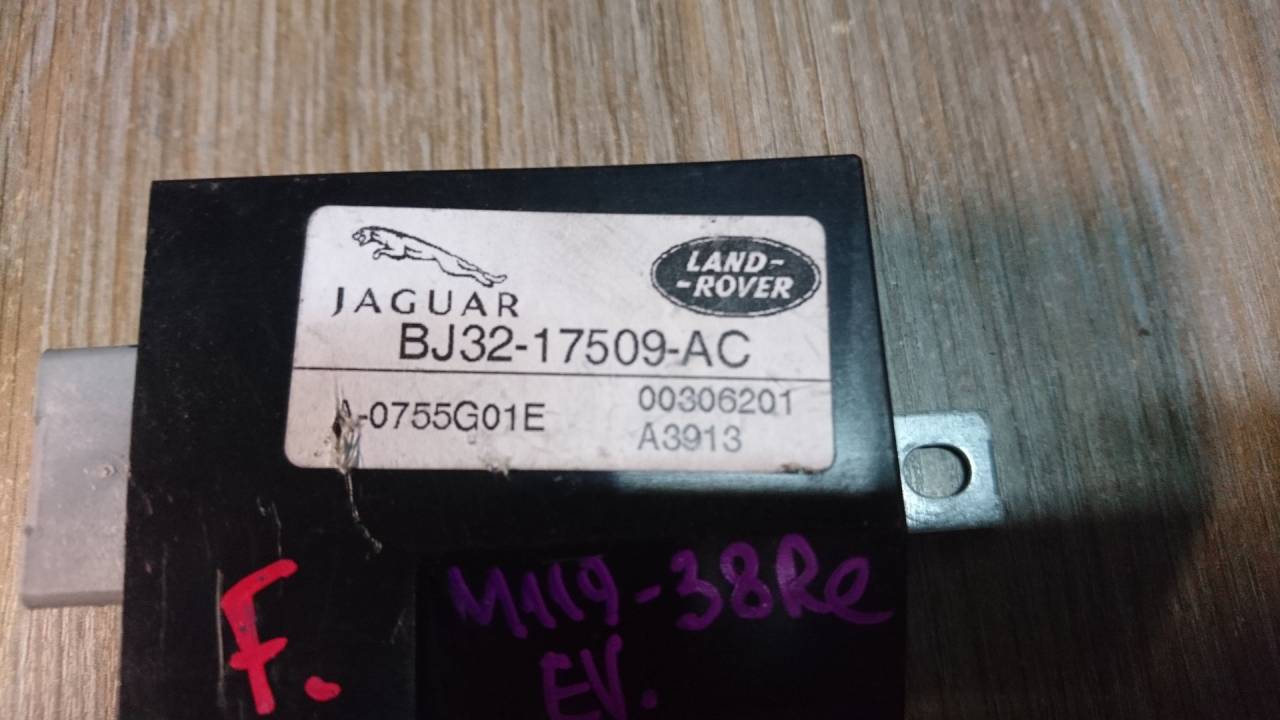 JAGUAR
LAND-
-ROVER
BJ32-17509-AC
A-0755G01E
00306201
A3913
M119-38Re
EV.
F.